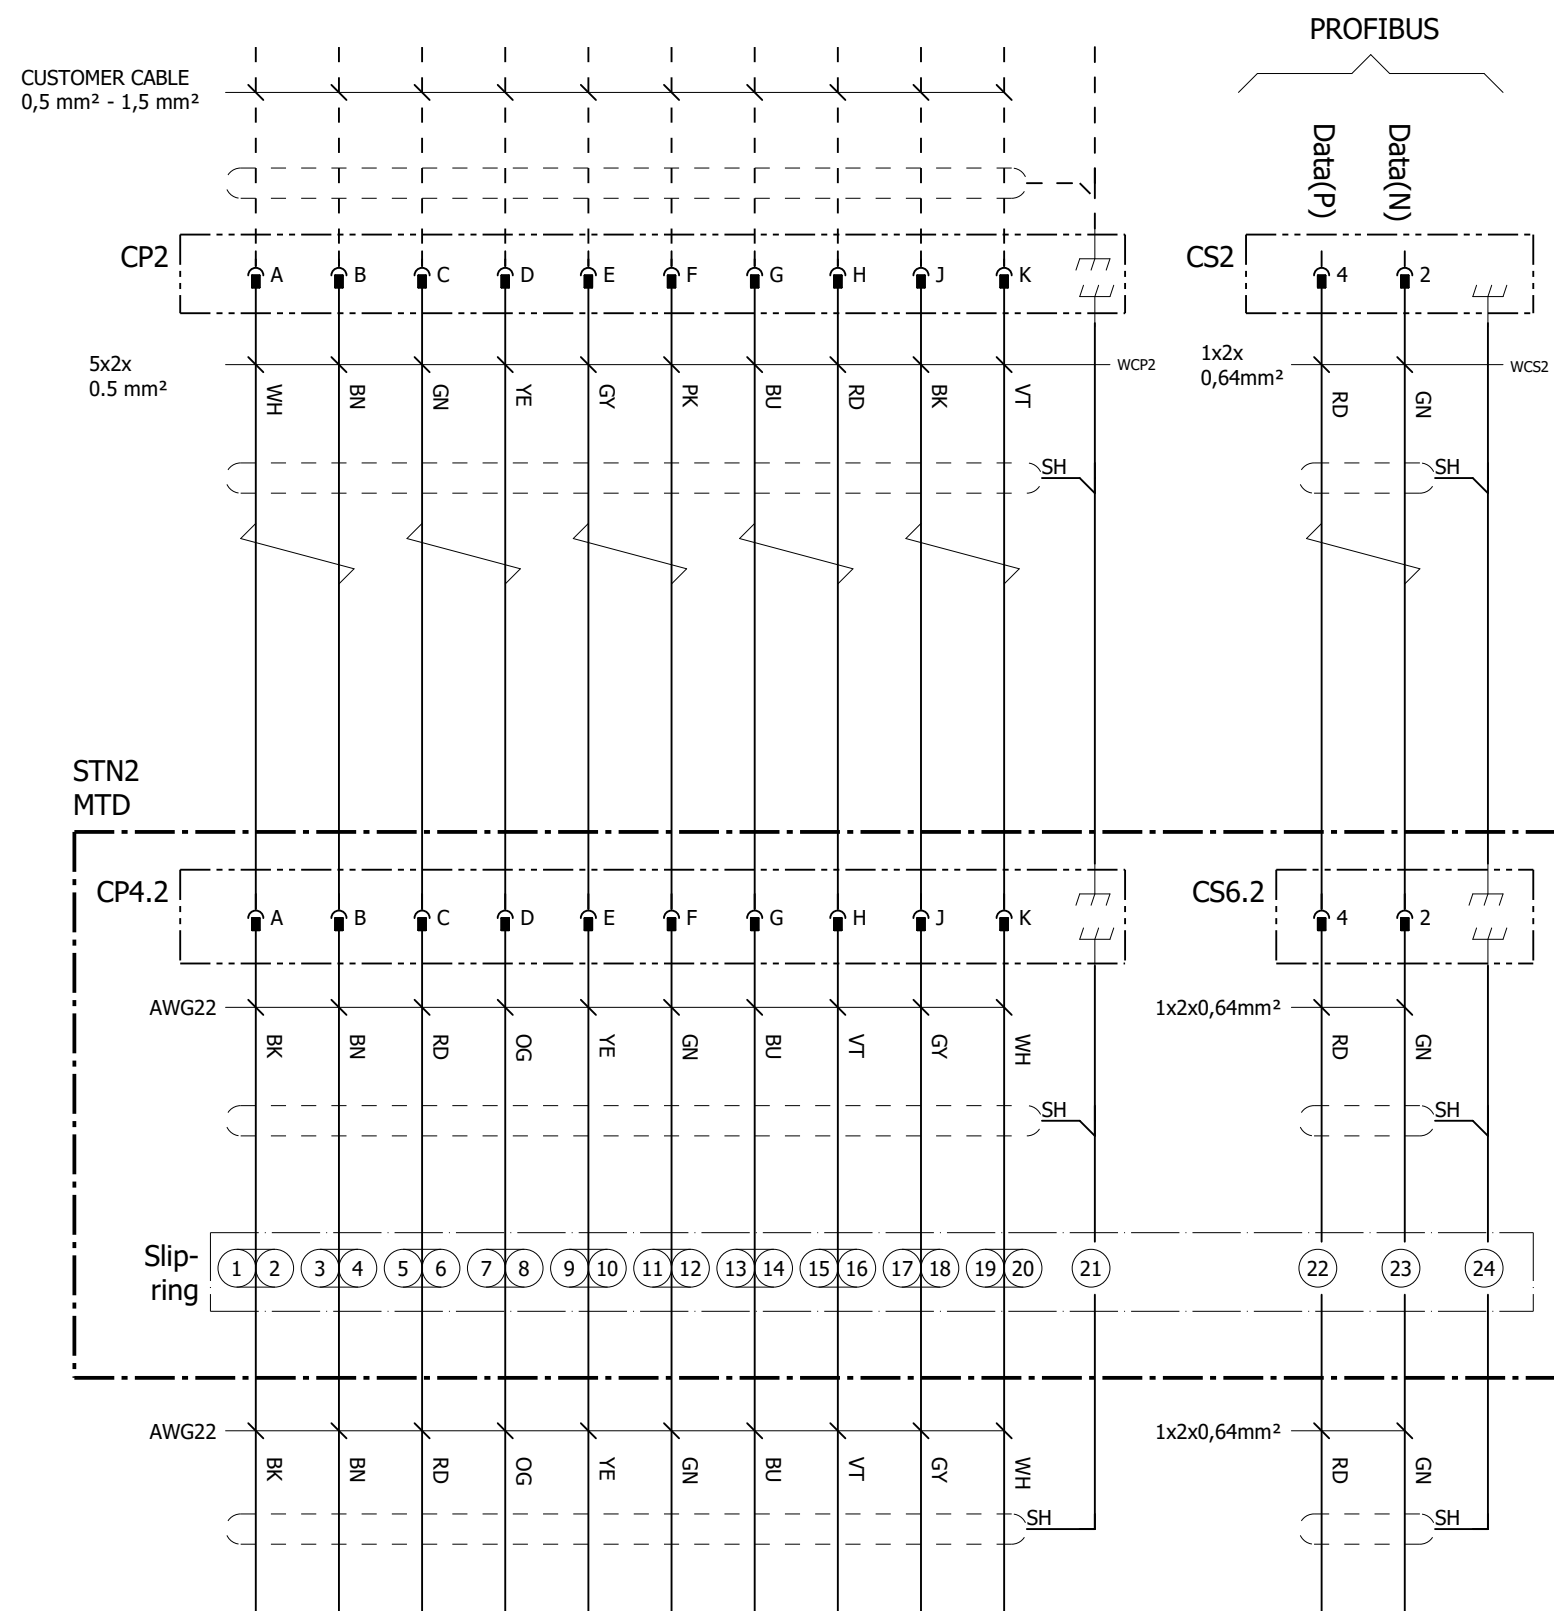 PROFIBUS
CUSTOMER CABLE
0,5 mm² - 1,5 mm²
Data(P)
Data(N)
CP2
A B C D E F G H J K
CS2
4 2
5x2x
0.5 mm²
WCP2
1x2x
0,64mm²
WCS2
WH BN GN YE GY PK BU RD BK VT
RD GN
SH
SH
STN2
MTD
CP4.2
A B C D E F G H J K
CS6.2
4 2
AWG22
1x2x0,64mm²
BK BN RD OG YE GN BU VT GY WH
RD GN
SH
SH
Slip-
ring
1 2 3 4 5 6 7 8 9 10 11 12 13 14 15 16 17 18 19 20 21 22 23 24
AWG22
1x2x0,64mm²
BK BN RD OG YE GN BU VT GY WH
RD GN
SH
SH